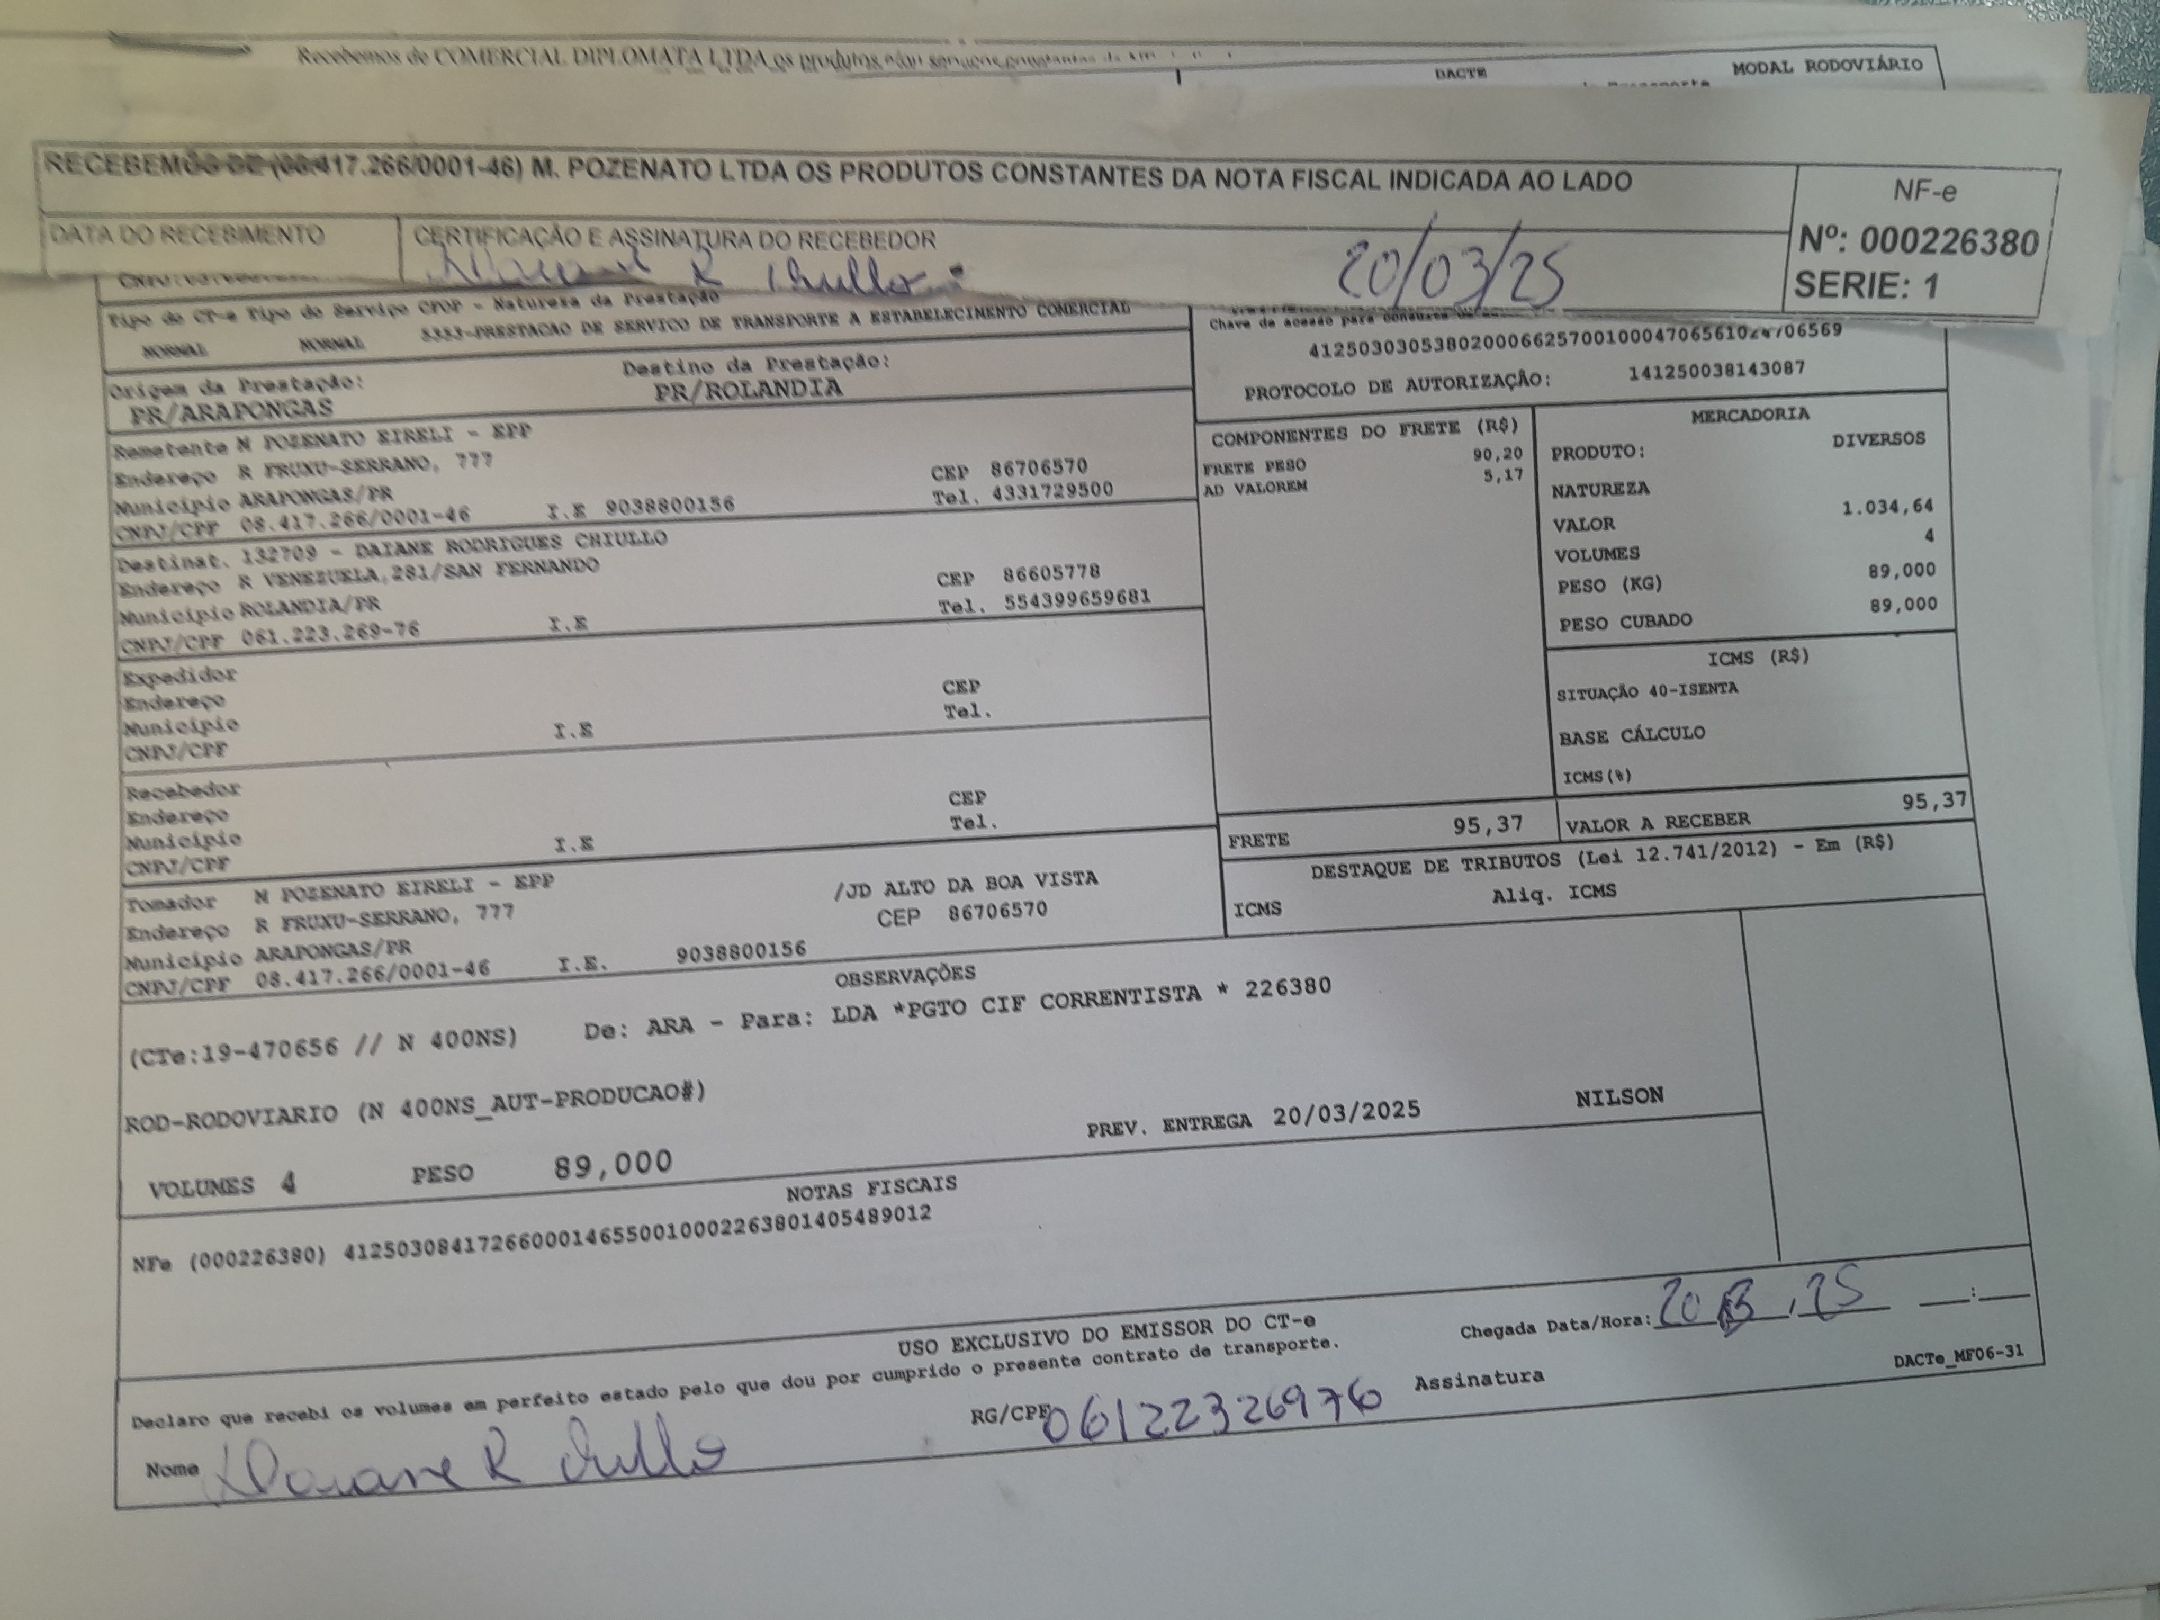 Recebemos de COMERCIAL DIPLOMATA LTDA os produtos
DACTE
MODAL RODOVIÁRIO
RECEBEMOS DE (08.417.266/0001-46) M. POZENATO LTDA OS PRODUTOS CONSTANTES DA NOTA FISCAL INDICADA AO LADO
NF-e
Nº: 000226380
SERIE: 1
DATA DO RECEBIMENTO
CERTIFICAÇÃO E ASSINATURA DO RECEBEDOR
20/03/25
Tipo do CT-e Tipo do Serviço CFOP - Natureza da Prestação
NORMAL NORMAL 5353-PRESTACAO DE SERVICO DE TRANSPORTE A ESTABELECIMENTO COMERCIAL
Chave de acesso para
PROTOCOLO DE AUTORIZAÇÃO: 141250038143087
Origem da Prestação: Destino da Prestação:
PR/ARAPONGAS PR/ROLANDIA
Remetente M POZENATO EIRELI - EPP
Endereço R FRUXU-SERRANO, 777 CEP 86706570
Município ARAPONGAS/PR Tel. 4331729500
CNPJ/CPF 08.417.266/0001-46 I.E 9038800156
Destinat. 132709 - DAIANE RODRIGUES CHIULLO
Endereço R VENEZUELA,281/SAN FERNANDO CEP 86605778
Município ROLANDIA/PR Tel. 554399659681
CNPJ/CPF 061.223.269-76 I.E
Expedidor
Endereço CEP
Município Tel.
CNPJ/CPF I.E
Recebedor
Endereço CEP
Município Tel.
CNPJ/CPF I.E
Tomador M POZENATO EIRELI - EPP /JD ALTO DA BOA VISTA
Endereço R FRUXU-SERRANO, 777 CEP 86706570
Município ARAPONGAS/PR
CNPJ/CPF 08.417.266/0001-46 I.E. 9038800156
COMPONENTES DO FRETE (R$)
FRETE PESO 90,20
AD VALOREM 5,17
MERCADORIA
PRODUTO: DIVERSOS
NATUREZA
VALOR 1.034,64
VOLUMES 4
PESO (KG) 89,000
PESO CUBADO 89,000
ICMS (R$)
SITUAÇÃO 40-ISENTA
BASE CÁLCULO
ICMS(%)
FRETE 95,37
VALOR A RECEBER 95,37
DESTAQUE DE TRIBUTOS (Lei 12.741/2012) - Em (R$)
ICMS Aliq. ICMS
OBSERVAÇÕES
(CTe:19-470656 // N 400NS) De: ARA - Para: LDA *PGTO CIF CORRENTISTA * 226380
ROD-RODOVIARIO (N 400NS_AUT-PRODUCAO#)
VOLUMES 4 PESO 89,000 PREV. ENTREGA 20/03/2025 NILSON
NOTAS FISCAIS
NFe (000226380) 41250308417266000146550010002263801405489012
USO EXCLUSIVO DO EMISSOR DO CT-e
Declaro que recebi os volumes em perfeito estado pelo que dou por cumprido o presente contrato de transporte.
Chegada Data/Hora:
DACTe_MF06-31
Nome Daiane R Chiullo RG/CPF 06122326976 Assinatura